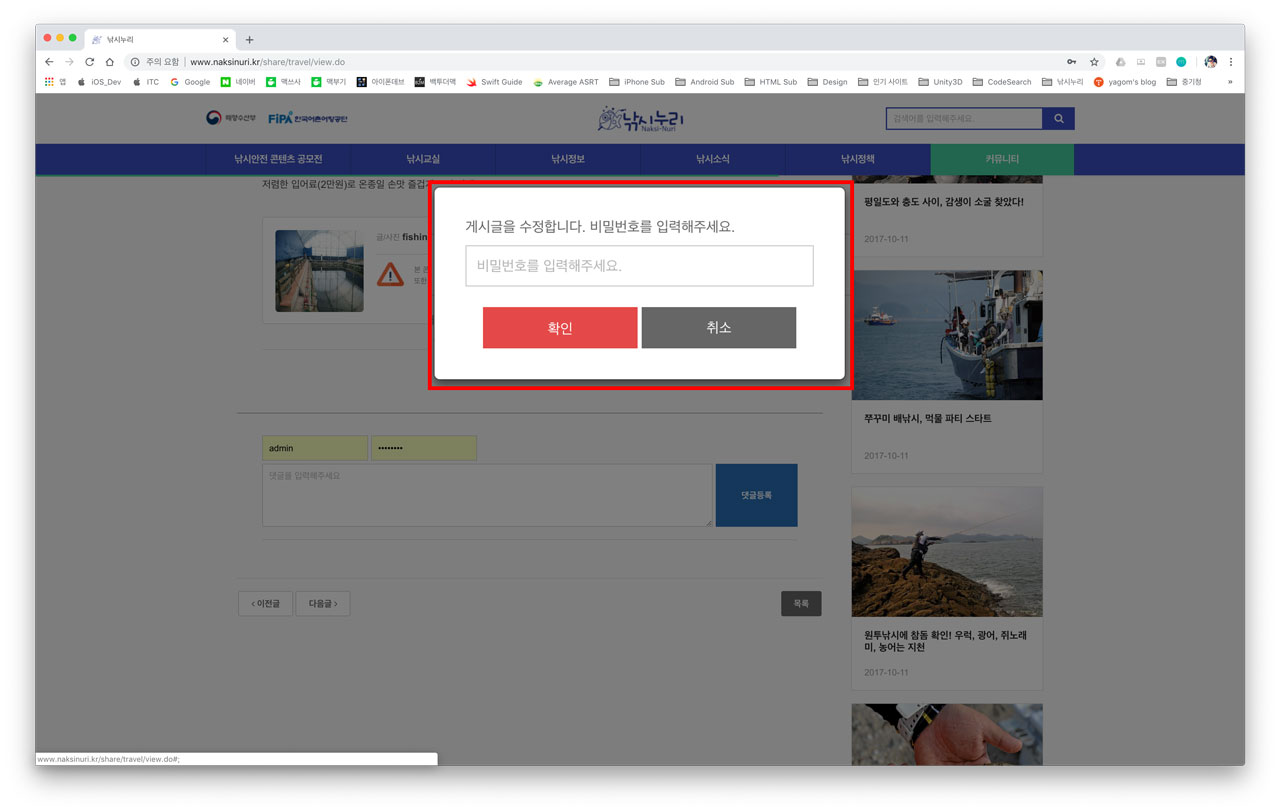 낚시누리
주의 요함 | www.naksinuri.kr/share/travel/view.do
앱 iOS_Dev ITC Google 네이버 맥쓰사 맥부기 아이폰데브 백투더맥 Swift Guide Average ASRT iPhone Sub Android Sub HTML Sub Design 인기 사이트 Unity3D CodeSearch 낚시누리 yagom's blog 중기청 »
해양수산부 FiPA 한국어촌어항공단
낚시누리
Naksi-Nuri
검색어를 입력해주세요.
낚시안전 콘텐츠 공모전 낚시교실 낚시정보 낚시소식 낚시정책 커뮤니티
저렴한 입어료(2만원)로 온종일 손맛 즐겁
글/사진 fishin
본 콘
또한
게시글을 수정합니다. 비밀번호를 입력해주세요.
비밀번호를 입력해주세요.
확인 취소
평일도와 충도 사이, 감생이 소굴 찾았다!
2017-10-11
쭈꾸미 배낚시, 먹물 파티 스타트
2017-10-11
admin ••••••••
댓글을 입력해주세요
댓글등록
‹ 이전글 다음글 › 목록
원투낚시에 참돔 확인! 우럭, 광어, 쥐노래
미, 농어는 지천
2017-10-11
www.naksinuri.kr/share/travel/view.do#;